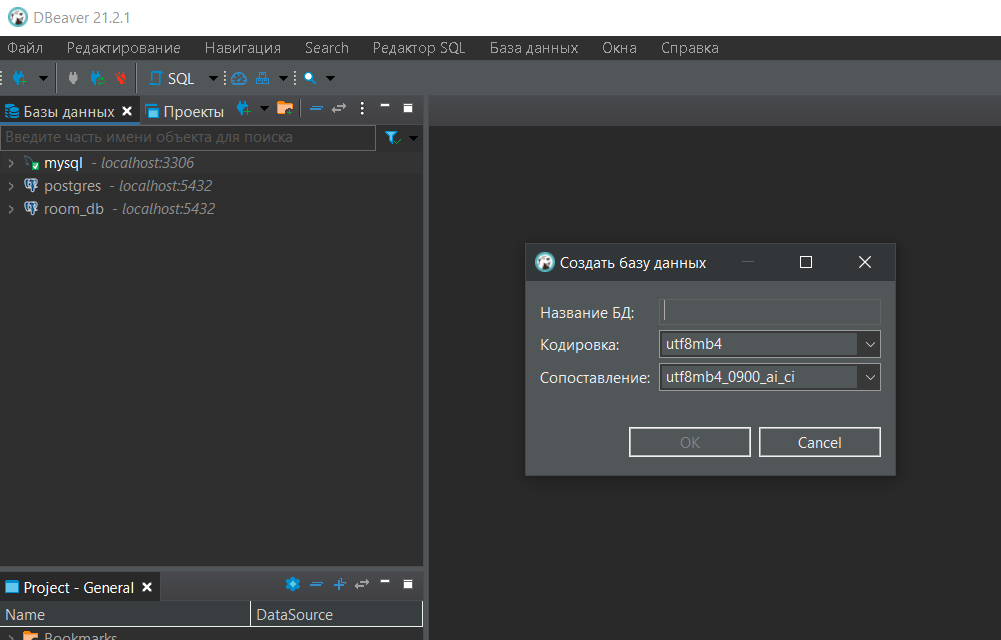 DBeaver 21.2.1
Файл Редактирование Навигация Search Редактор SQL База данных Окна Справка
SQL
Базы данных Проекты
Введите часть имени объекта для поиска
mysql - localhost:3306
postgres - localhost:5432
room_db - localhost:5432
Создать базу данных
Название БД:
Кодировка: utf8mb4
Сопоставление: utf8mb4_0900_ai_ci
OK Cancel
Project - General
Name DataSource
Bookmarks